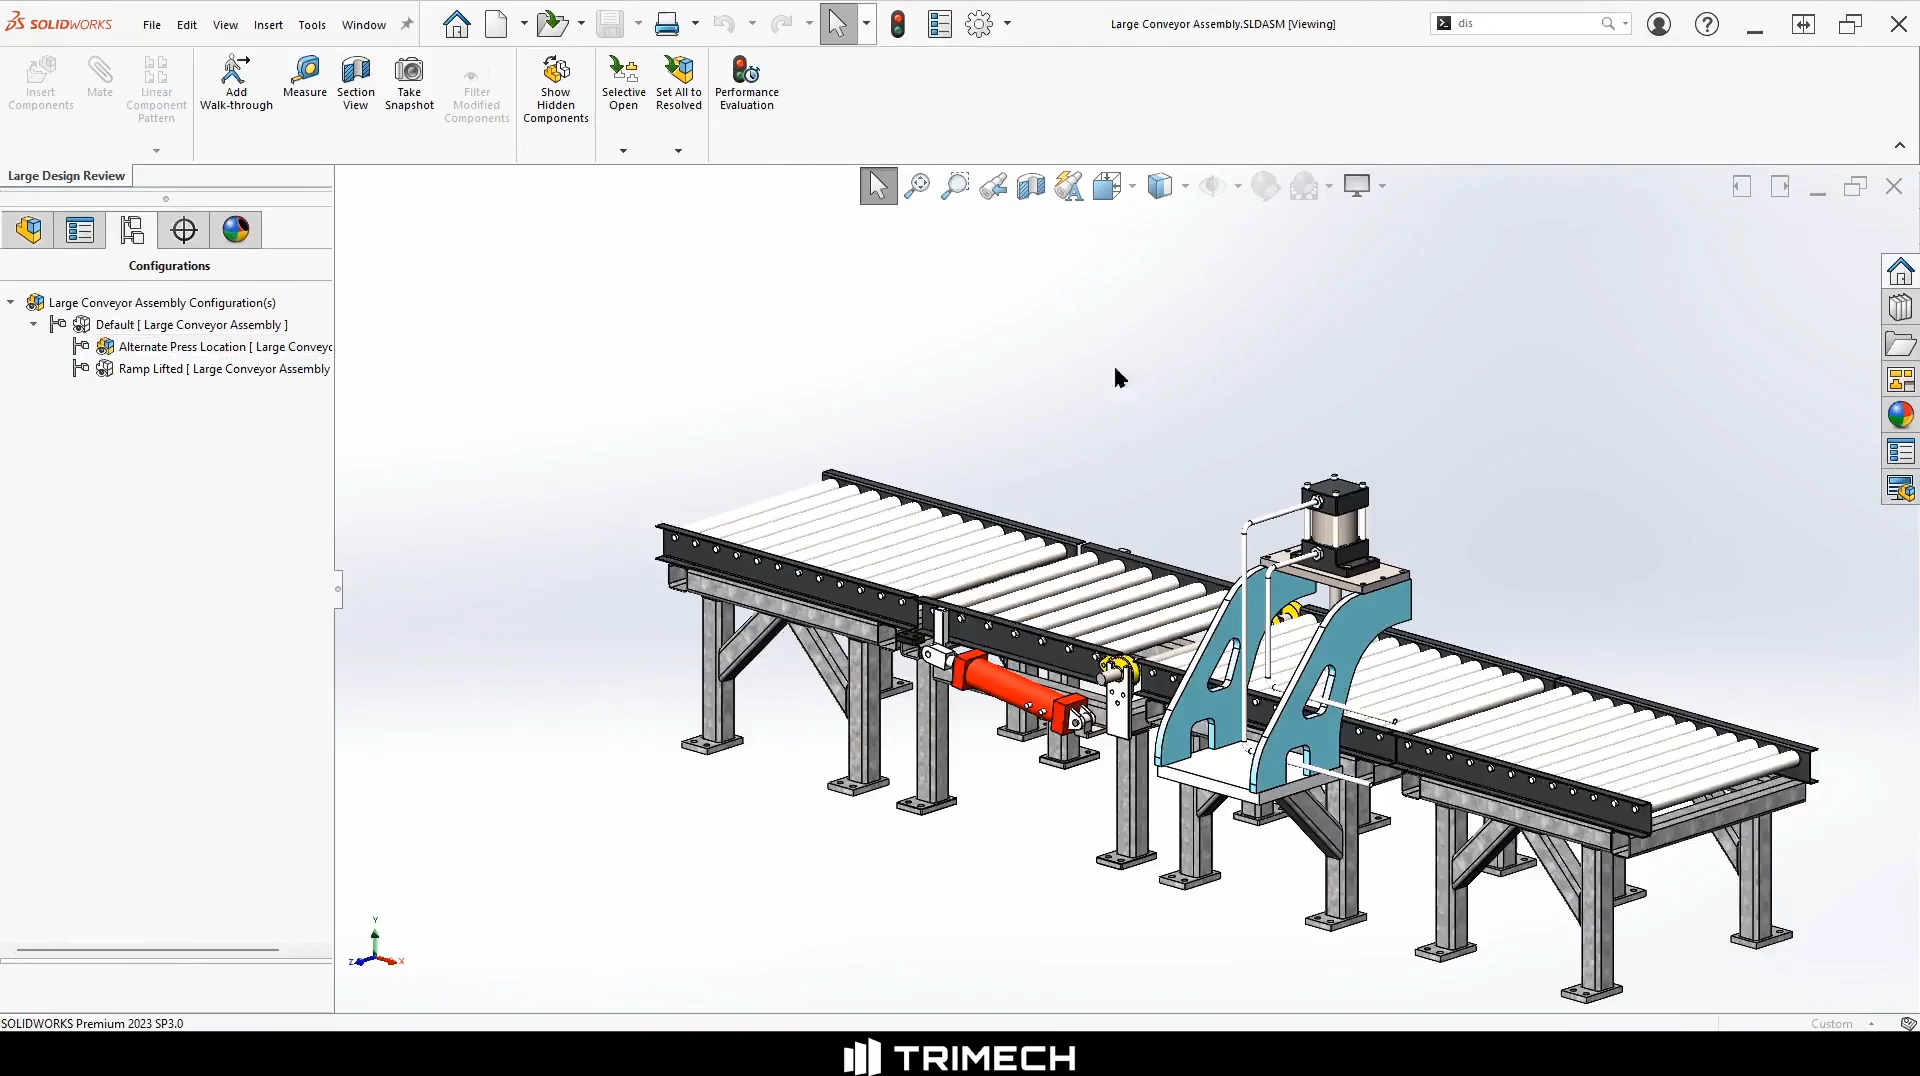 SOLIDWORKS File Edit View Insert Tools Window
Large Conveyor Assembly.SLDASM [Viewing]
dis
Insert Components
Mate
Linear Component Pattern
Add Walk-through
Measure
Section View
Take Snapshot
Filter Modified Components
Show Hidden Components
Selective Open
Set All to Resolved
Performance Evaluation
Large Design Review
Configurations
Large Conveyor Assembly Configuration(s)
Default [ Large Conveyor Assembly ]
Alternate Press Location [ Large Conveyo
Ramp Lifted [ Large Conveyor Assembly
Y
Z
X
SOLIDWORKS Premium 2023 SP3.0
Custom
TRIMECH